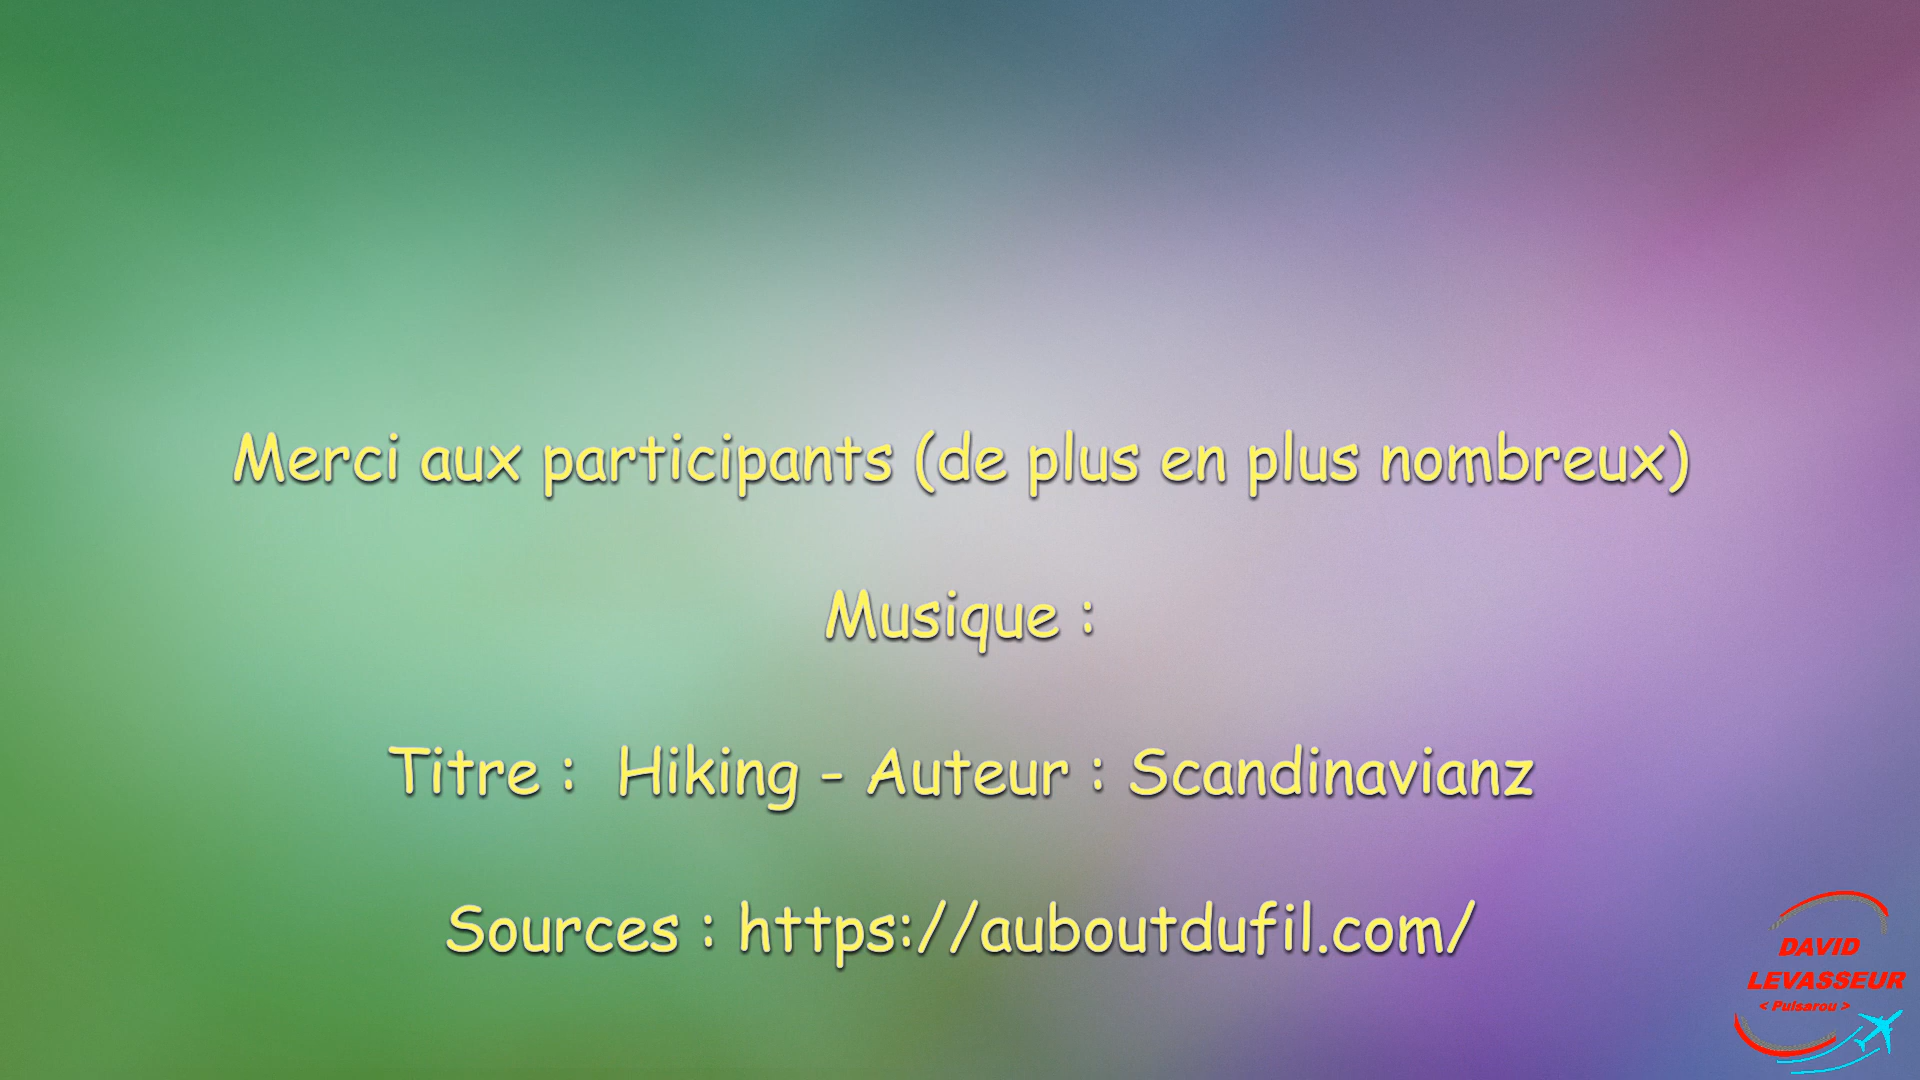 Merci aux participants (de plus en plus nombreux)
Musique :
Titre : Hiking - Auteur : Scandinavianz
Sources : https://auboutdufil.com/
DAVID
LEVASSEUR
< Pulsarou >